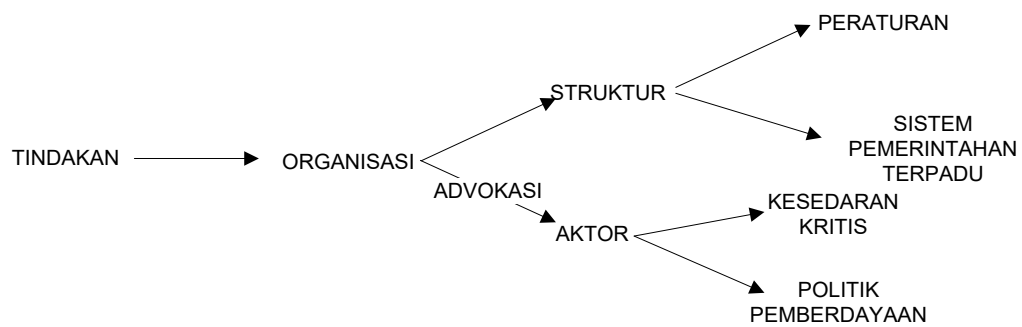 PERATURAN
STRUKTUR
SISTEM
PEMERINTAHAN
TERPADU
TINDAKAN
ORGANISASI
ADVOKASI
KESEDARAN
KRITIS
AKTOR
POLITIK
PEMBERDAYAAN